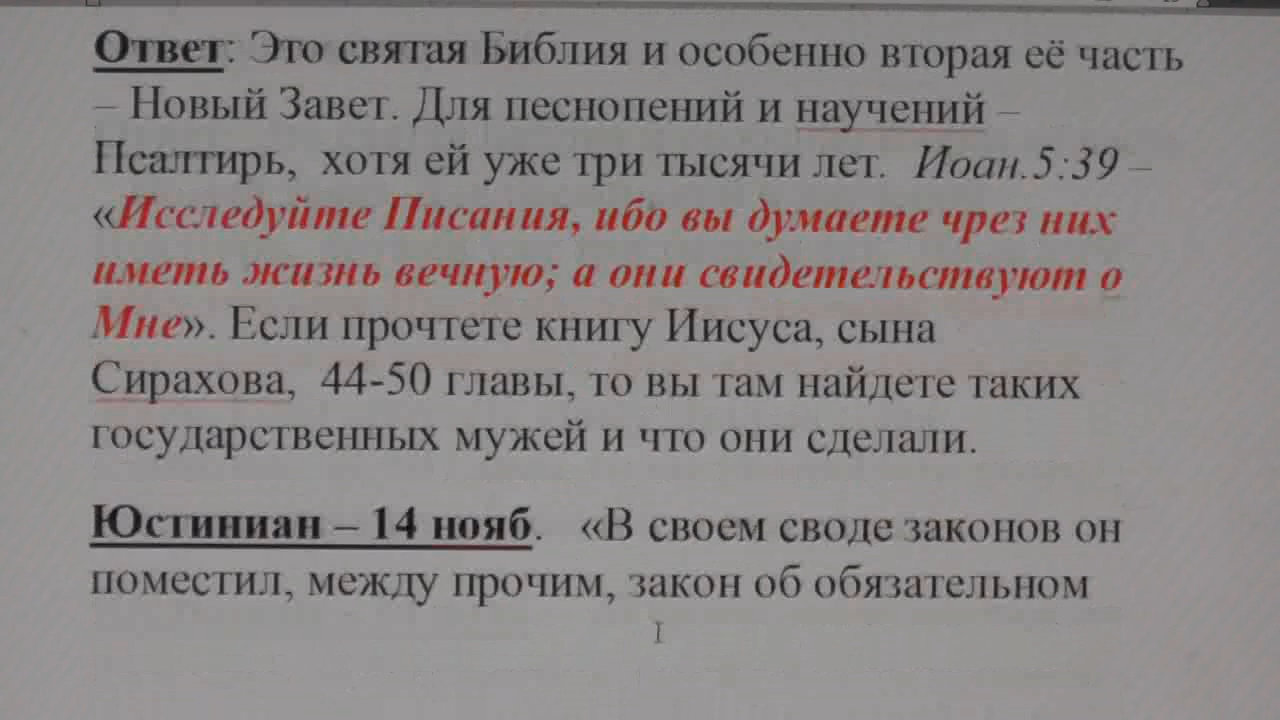 Ответ: Это святая Библия и особенно вторая её часть
– Новый Завет. Для песнопений и научений –
Псалтирь, хотя ей уже три тысячи лет. Иоан.5:39 –
«Исследуйте Писания, ибо вы думаете чрез них
иметь жизнь вечную; а они свидетельствуют о
Мне». Если прочтете книгу Иисуса, сына
Сирахова, 44-50 главы, то вы там найдете таких
государственных мужей и что они сделали.
Юстиниан – 14 нояб. «В своем своде законов он
поместил, между прочим, закон об обязательном